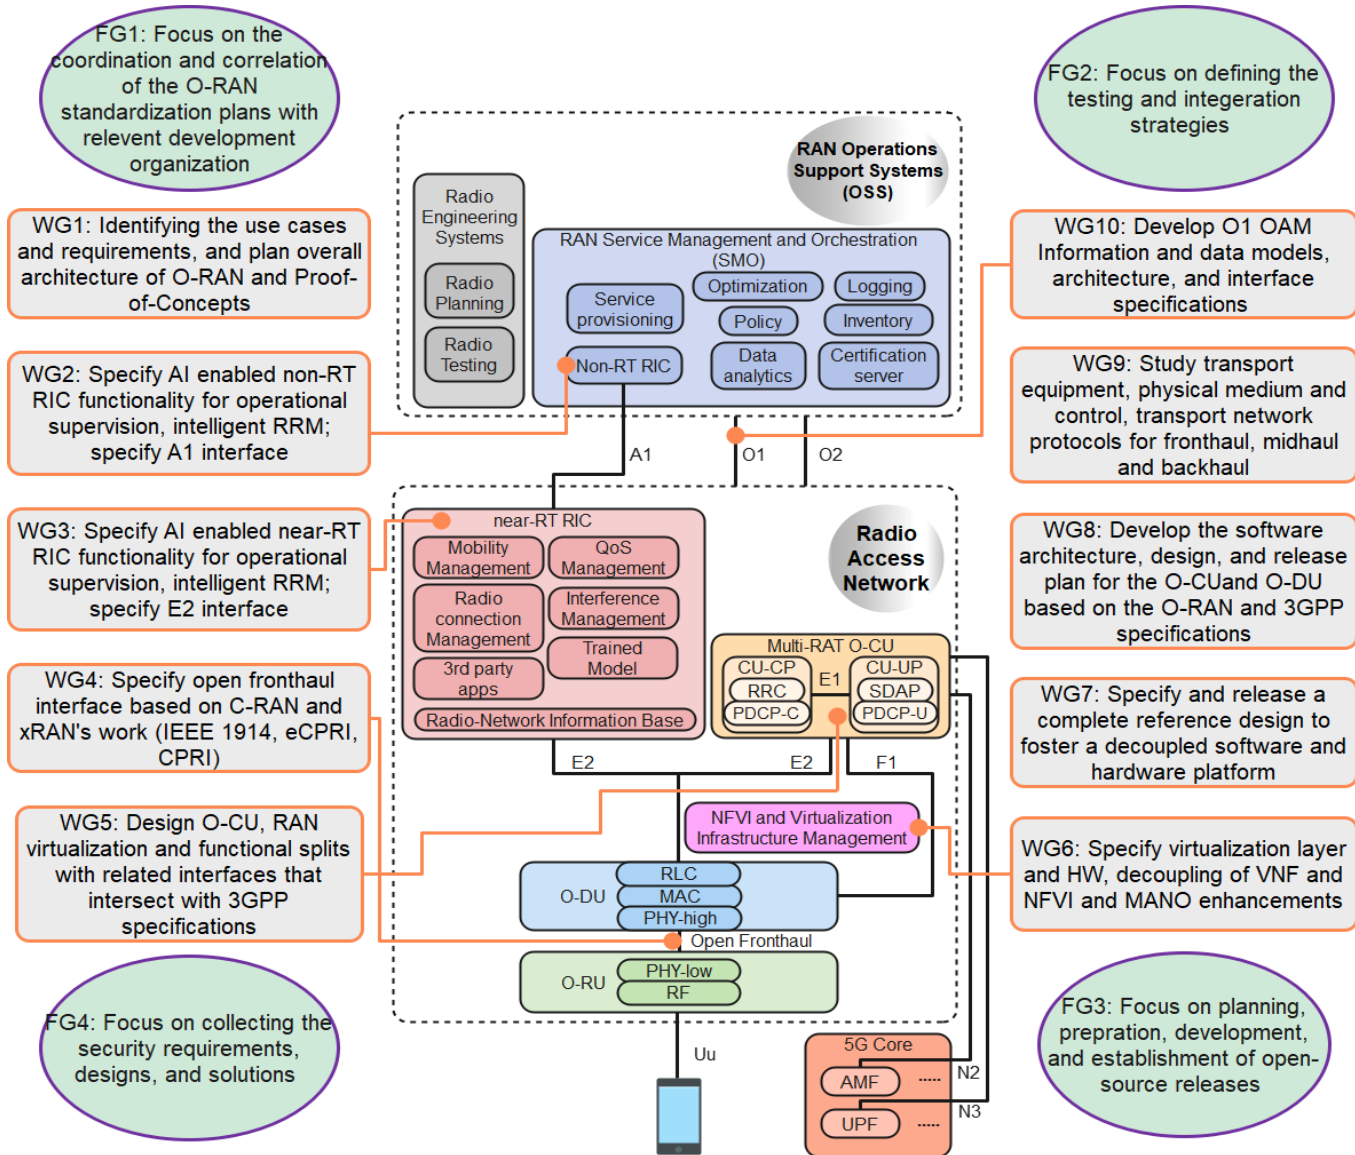 FG1: Focus on the
coordination and correlation
of the O-RAN
standardization plans with
relevent development
organization
FG2: Focus on defining the
testing and integeration
strategies
RAN Operations
Support Systems
(OSS)
Radio
Engineering
Systems
Radio
Planning
Radio
Testing
RAN Service Management and Orchestration
(SMO)
Service
provisioning
Optimization
Logging
Policy
Inventory
Non-RT RIC
Data
analytics
Certification
server
WG1: Identifying the use cases
and requirements, and plan overall
architecture of O-RAN and Proof-
of-Concepts
WG10: Develop O1 OAM
Information and data models,
architecture, and interface
specifications
WG2: Specify AI enabled non-RT
RIC functionality for operational
supervision, intelligent RRM;
specify A1 interface
WG9: Study transport
equipment, physical medium and
control, transport network
protocols for fronthaul, midhaul
and backhaul
A1
O1
O2
WG3: Specify AI enabled near-RT
RIC functionality for operational
supervision, intelligent RRM;
specify E2 interface
near-RT RIC
Mobility
Management
QoS
Management
Radio
connection
Management
Interference
Management
3rd party
apps
Trained
Model
Radio-Network Information Base
Radio
Access
Network
WG8: Develop the software
architecture, design, and release
plan for the O-CUand O-DU
based on the O-RAN and 3GPP
specifications
Multi-RAT O-CU
CU-CP
RRC
PDCP-C
E1
CU-UP
SDAP
PDCP-U
WG4: Specify open fronthaul
interface based on C-RAN and
xRAN's work (IEEE 1914, eCPRI,
CPRI)
WG7: Specify and release a
complete reference design to
foster a decoupled software and
hardware platform
E2
E2
F1
NFVI and Virtualization
Infrastructure Management
WG5: Design O-CU, RAN
virtualization and functional splits
with related interfaces that
intersect with 3GPP
specifications
WG6: Specify virtualization layer
and HW, decoupling of VNF and
NFVI and MANO enhancements
O-DU
RLC
MAC
PHY-high
Open Fronthaul
O-RU
PHY-low
RF
FG4: Focus on collecting the
security requirements,
designs, and solutions
FG3: Focus on planning,
prepration, development,
and establishment of open-
source releases
Uu
5G Core
AMF
.....
N2
UPF
.....
N3